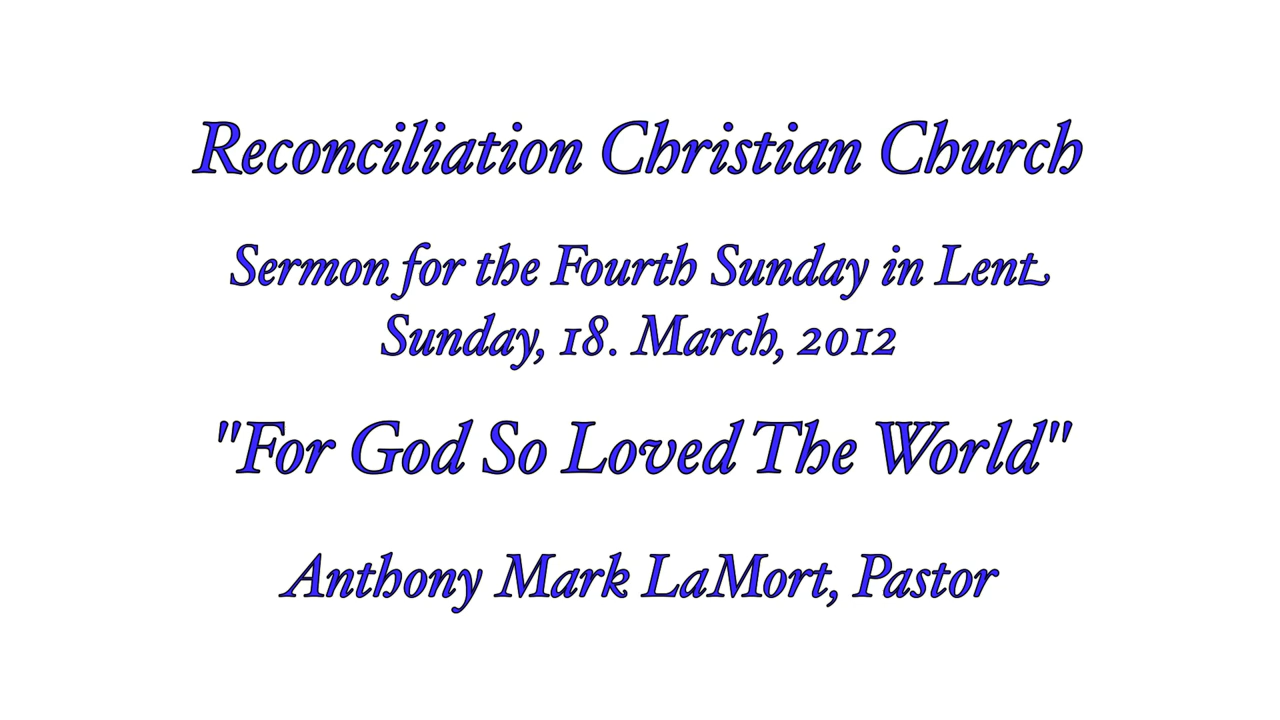 Reconciliation Christian Church
Sermon for the Fourth Sunday in Lent
Sunday, 18. March, 2012
"For God So Loved The World"
Anthony Mark LaMort, Pastor